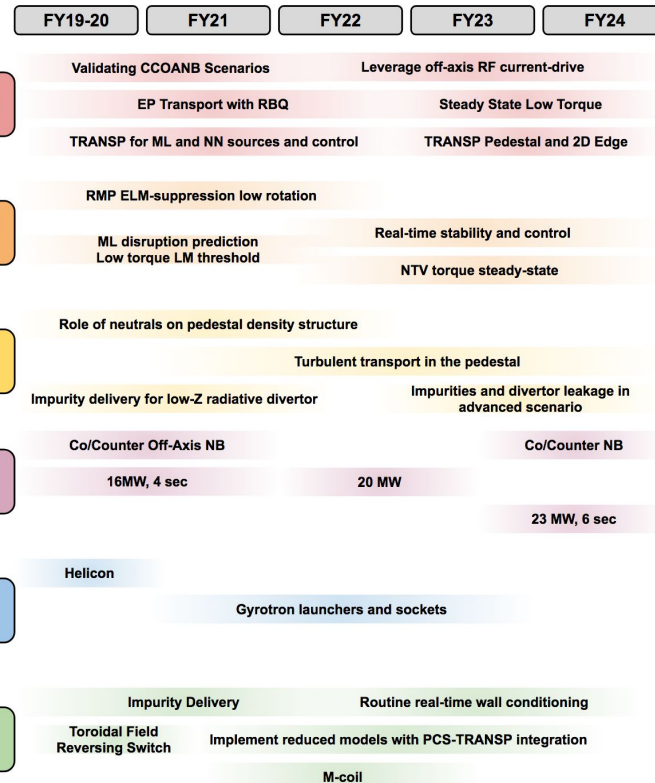 FY19-20 FY21 FY22 FY23 FY24
Validating CCOANB Scenarios
Leverage off-axis RF current-drive
EP Transport with RBQ
Steady State Low Torque
TRANSP for ML and NN sources and control
TRANSP Pedestal and 2D Edge
RMP ELM-suppression low rotation
Real-time stability and control
ML disruption prediction
Low torque LM threshold
NTV torque steady-state
Role of neutrals on pedestal density structure
Turbulent transport in the pedestal
Impurity delivery for low-Z radiative divertor
Impurities and divertor leakage in
advanced scenario
Co/Counter Off-Axis NB
Co/Counter NB
16MW, 4 sec
20 MW
23 MW, 6 sec
Helicon
Gyrotron launchers and sockets
Impurity Delivery
Routine real-time wall conditioning
Toroidal Field
Reversing Switch
Implement reduced models with PCS-TRANSP integration
M-coil